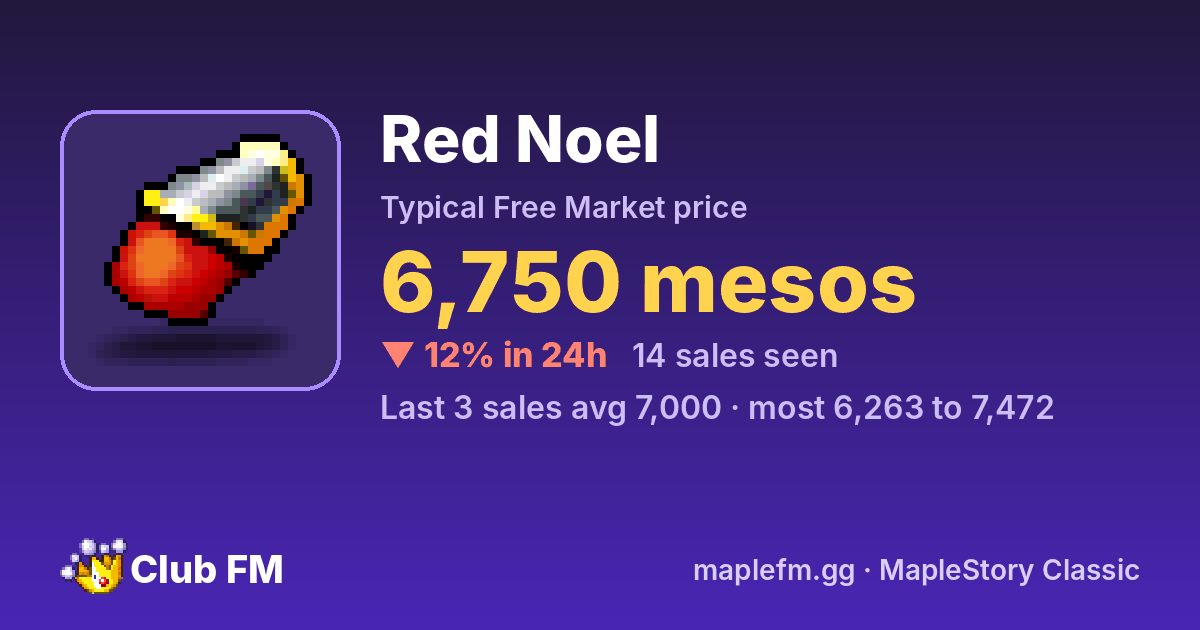 Red Noel
Typical Free Market price
6,750 mesos
▼ 12% in 24h 14 sales seen
Last 3 sales avg 7,000 · most 6,263 to 7,472
Club FM
maplefm.gg · MapleStory Classic